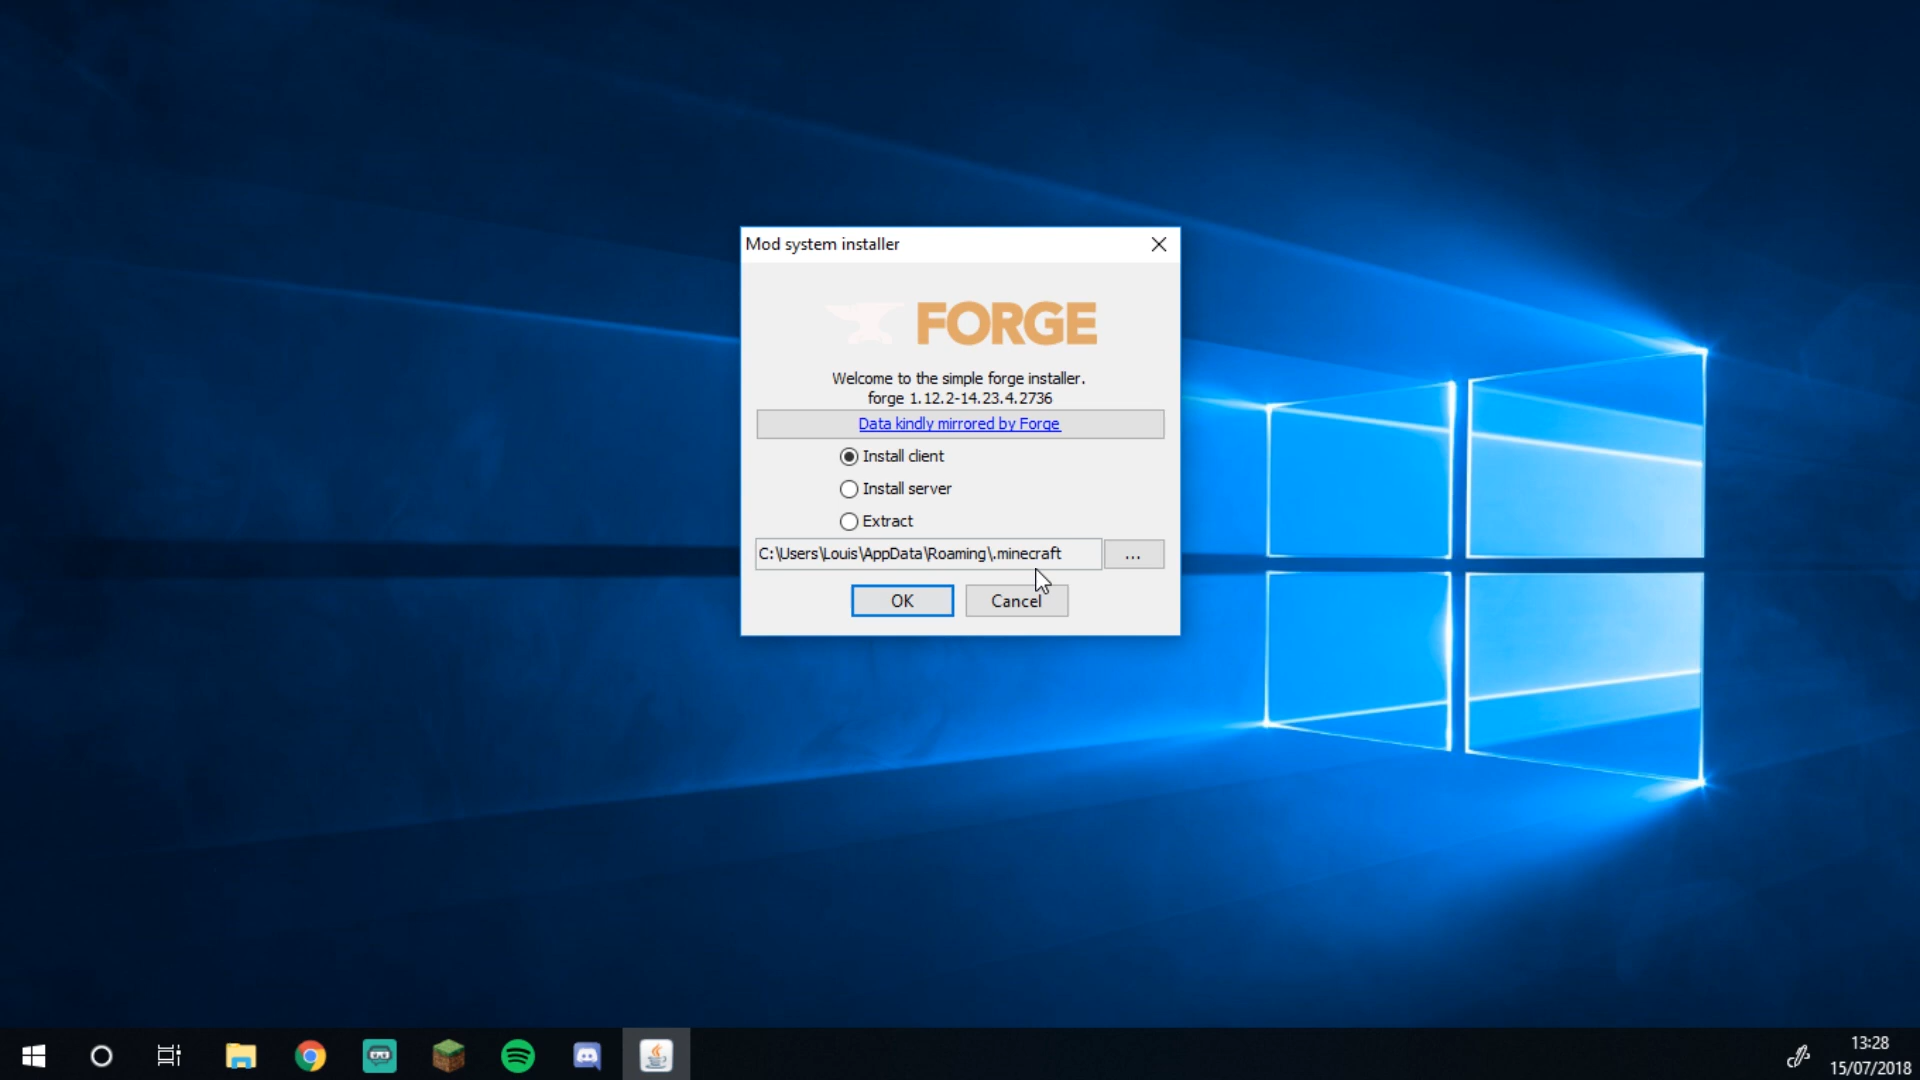 Mod system installer
FORGE
Welcome to the simple forge installer.
forge 1.12.2-14.23.4.2736
Data kindly mirrored by Forge
Install client
Install server
Extract
C:\Users\Louis\AppData\Roaming\.minecraft
...
OK
Cancel
13:28
15/07/2018